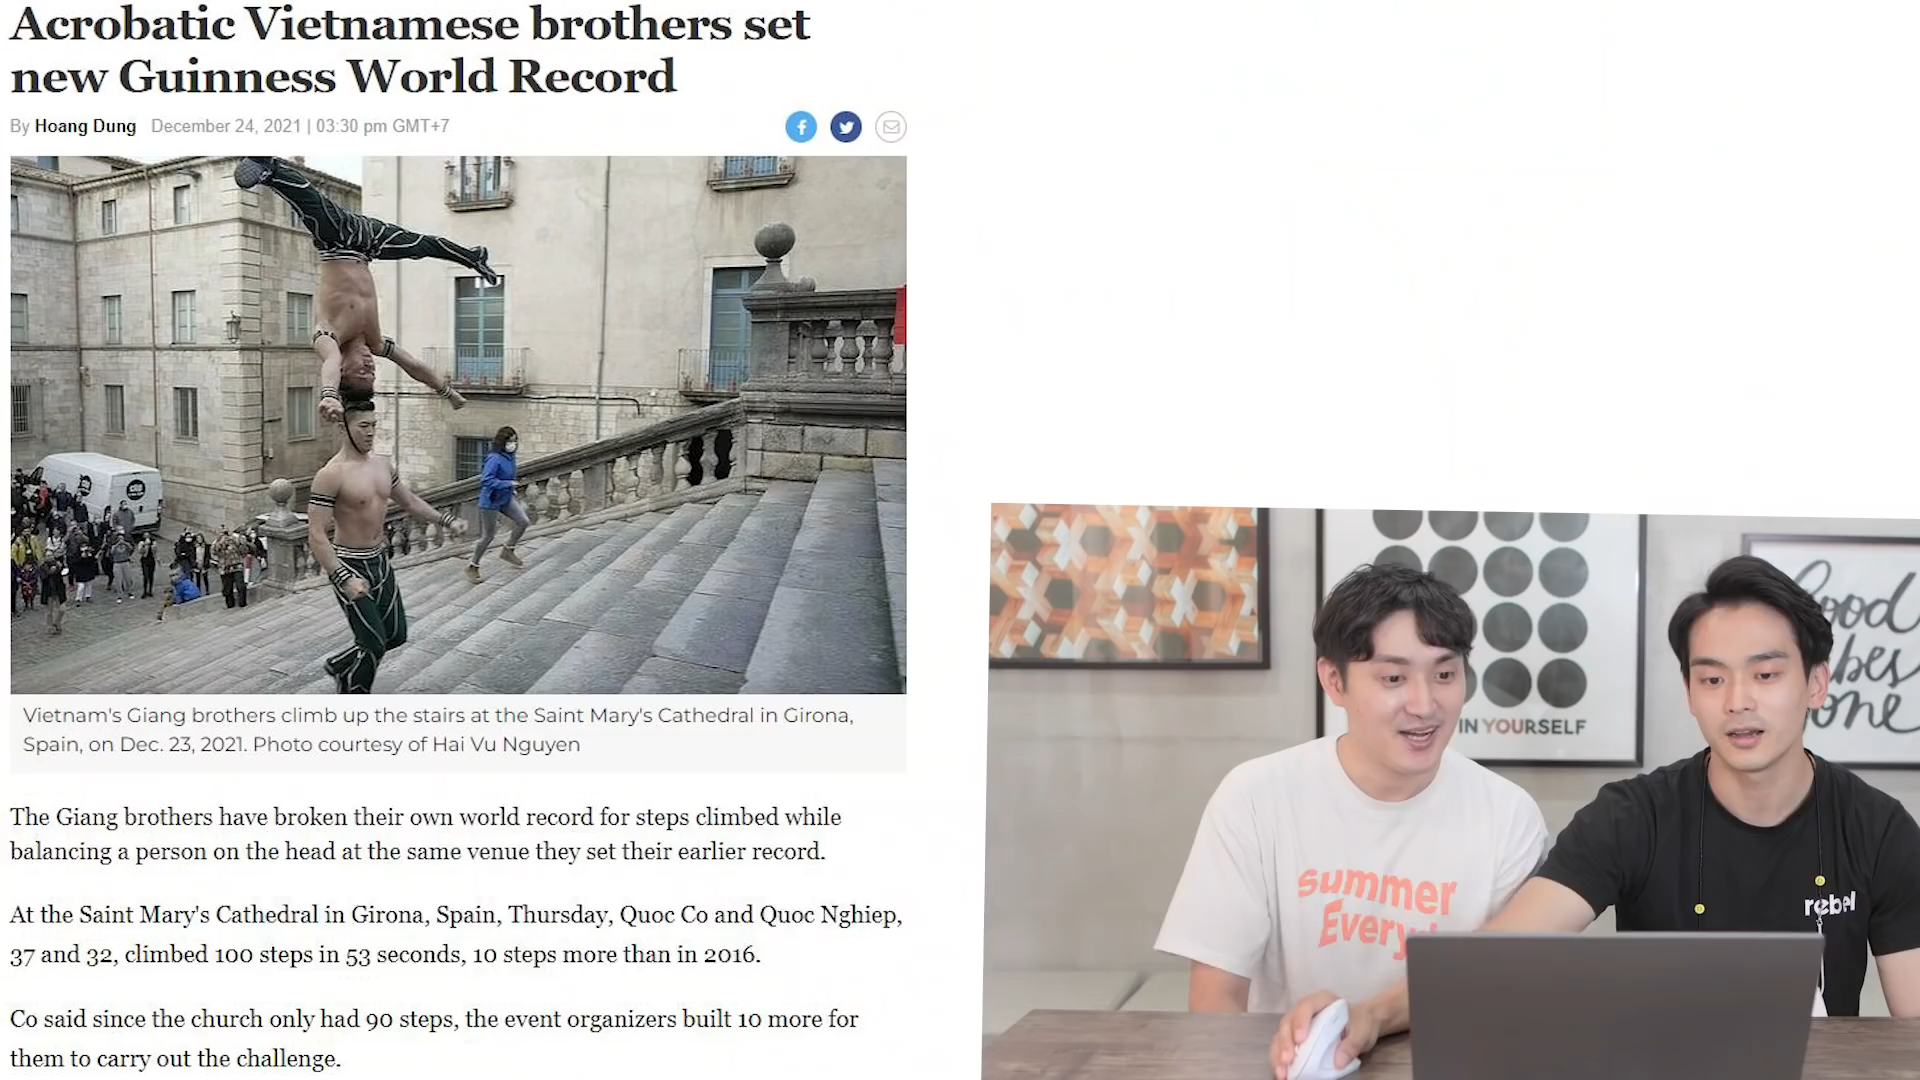 Acrobatic Vietnamese brothers set
new Guinness World Record
By Hoang Dung December 24, 2021 | 03:30 pm GMT+7
Vietnam's Giang brothers climb up the stairs at the Saint Mary's Cathedral in Girona,
Spain, on Dec. 23, 2021. Photo courtesy of Hai Vu Nguyen
The Giang brothers have broken their own world record for steps climbed while
balancing a person on the head at the same venue they set their earlier record.
At the Saint Mary's Cathedral in Girona, Spain, Thursday, Quoc Co and Quoc Nghiep,
37 and 32, climbed 100 steps in 53 seconds, 10 steps more than in 2016.
Co said since the church only had 90 steps, the event organizers built 10 more for
them to carry out the challenge.
IN YOURSELF
summer
Every
rebel